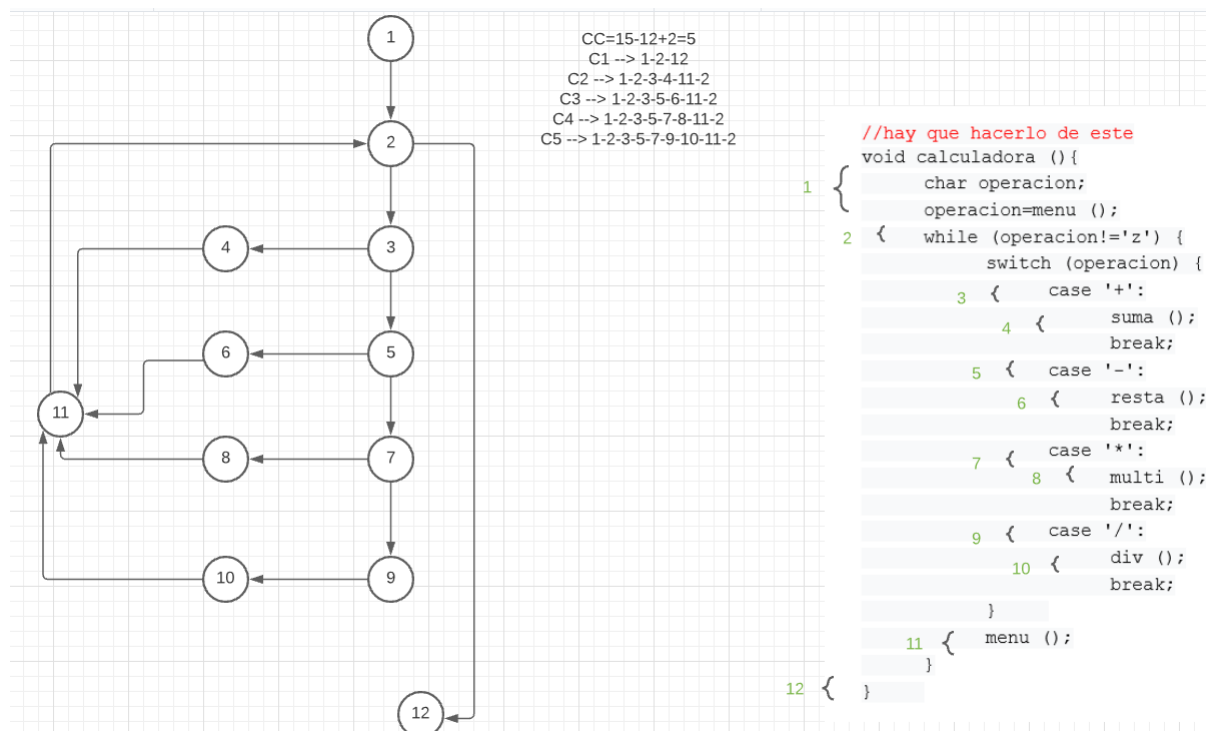 1
2
3
4
5
6
11
7
8
9
10
12
CC=15-12+2=5
C1 --> 1-2-12
C2 --> 1-2-3-4-11-2
C3 --> 1-2-3-5-6-11-2
C4 --> 1-2-3-5-7-8-11-2
C5 --> 1-2-3-5-7-9-10-11-2
//hay que hacerlo de este
void calculadora (){
1 { char operacion;
operacion=menu ();
2 { while (operacion!='z') {
switch (operacion) {
3 { case '+':
4 { suma ();
break;
5 { case '-':
6 { resta ();
break;
7 { case '*':
8 { multi ();
break;
9 { case '/':
10 { div ();
break;
}
11 { menu ();
}
12 { }